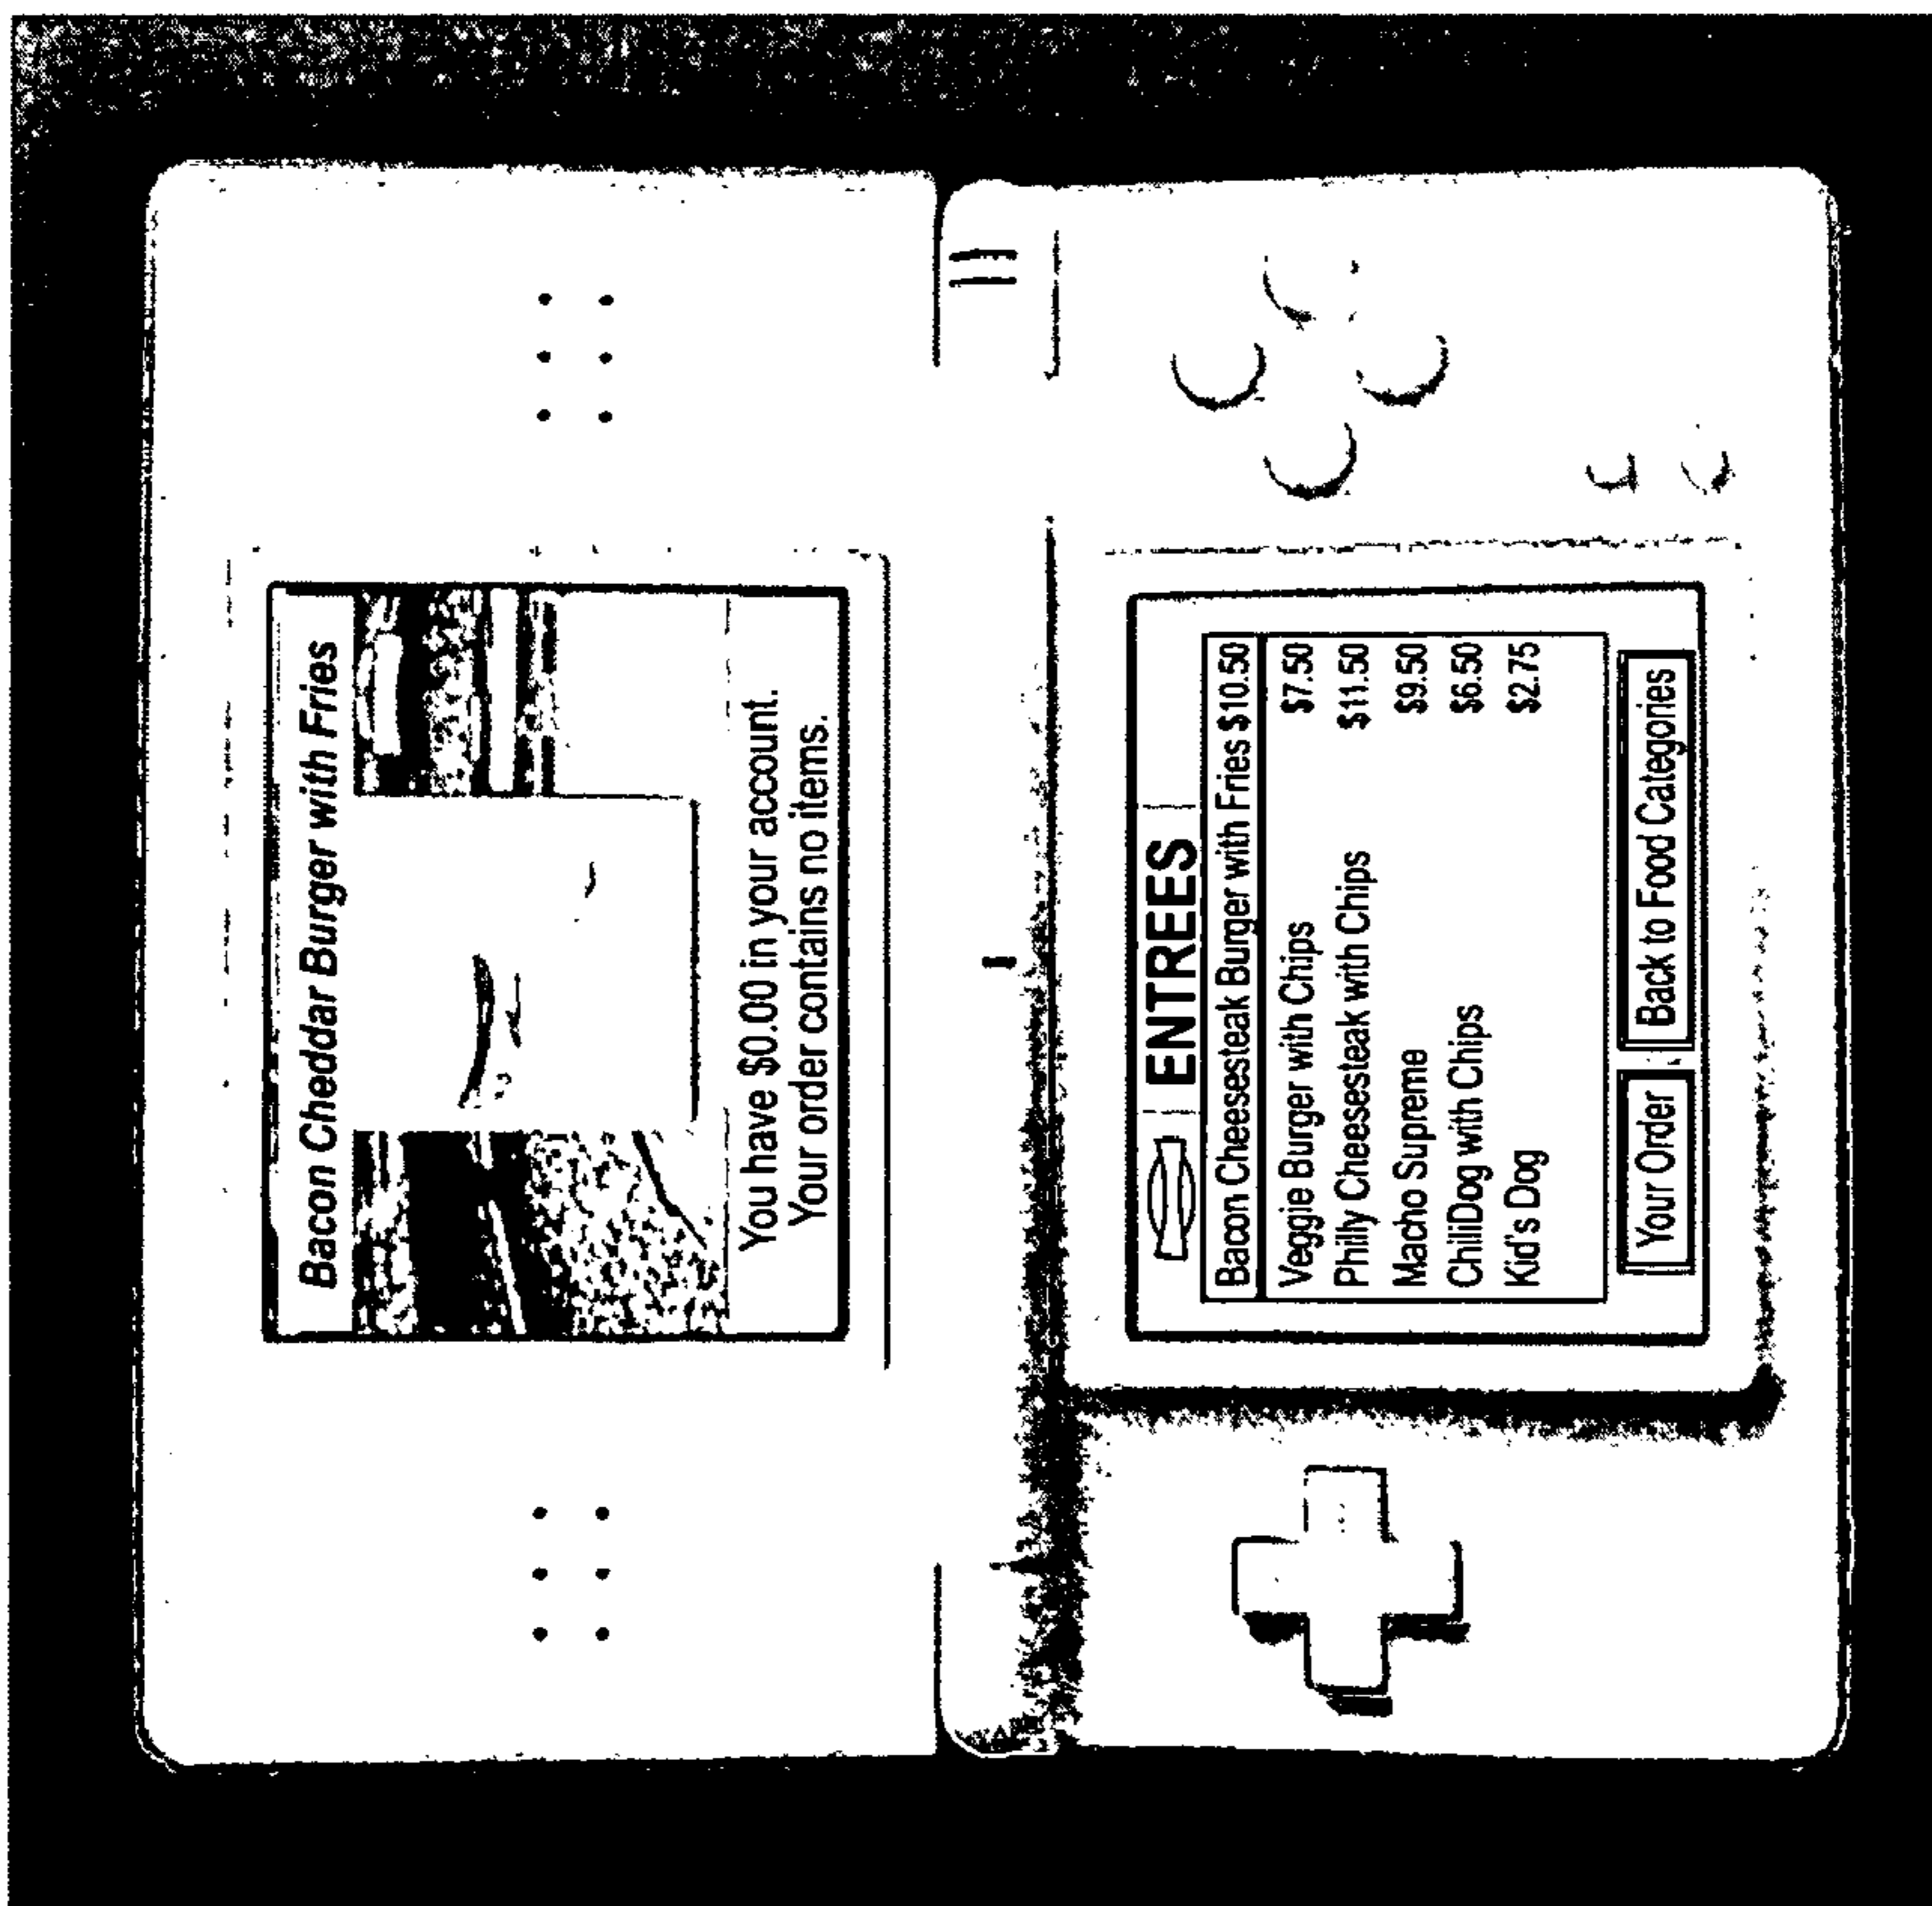 Bacon Cheddar Burger with Fries
You have $0.00 in your account.
Your order contains no items.
ENTREES
Bacon Cheesesteak Burger with Fries $10.50
Veggie Burger with Chips $7.50
Philly Cheesesteak with Chips $11.50
Macho Supreme $9.50
ChiliDog with Chips $6.50
Kid's Dog $2.75
Your Order
Back to Food Categories